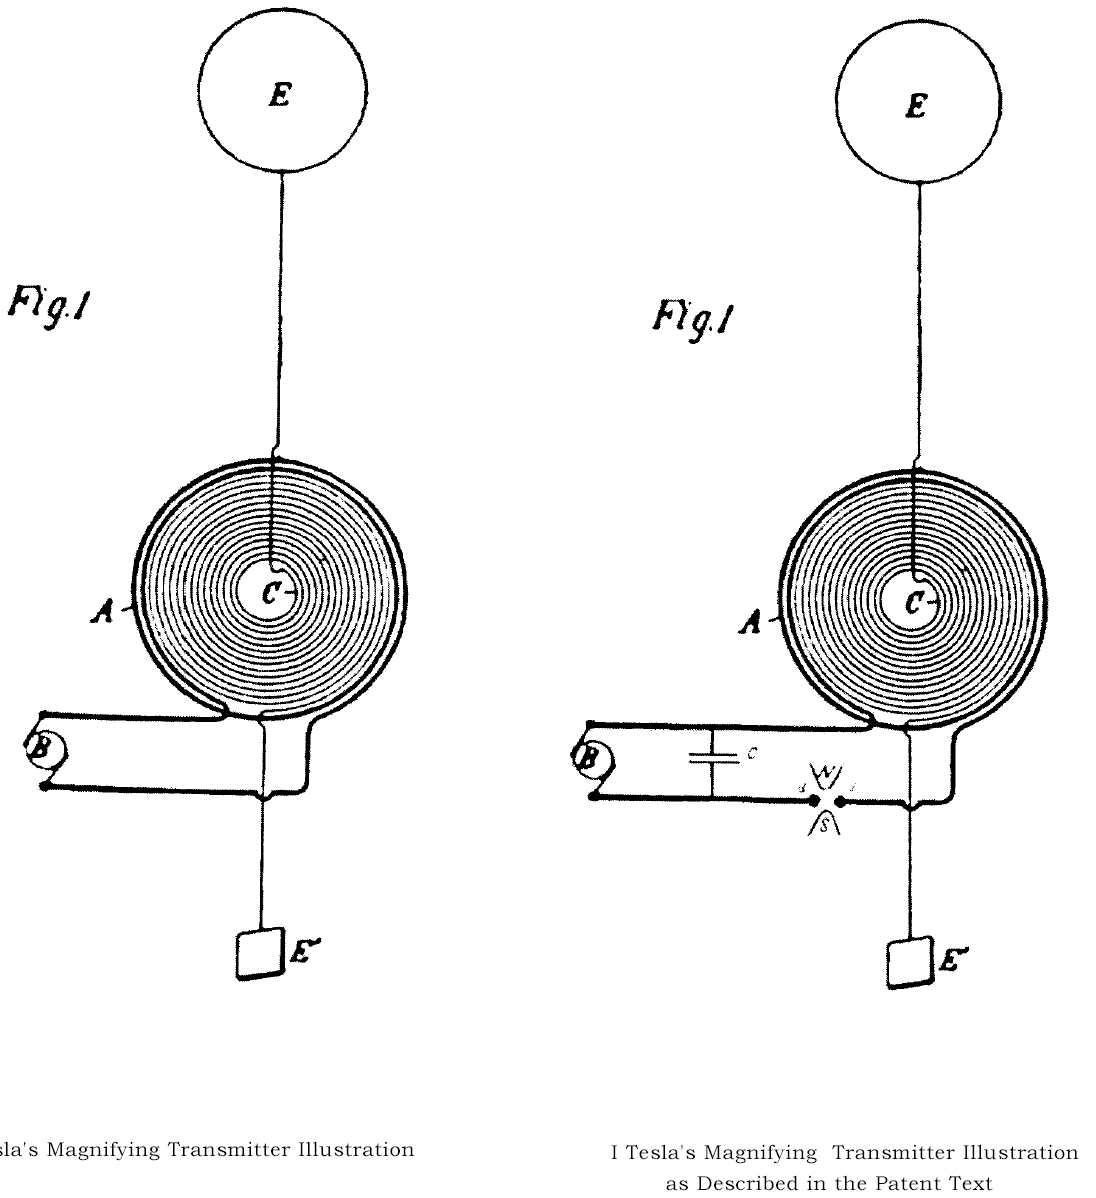 E
Fig.1
C
A
B
E'
sla's Magnifying Transmitter Illustration
E
Fig.1
C
A
B
C
N
S
E'
I Tesla's Magnifying Transmitter Illustration
as Described in the Patent Text